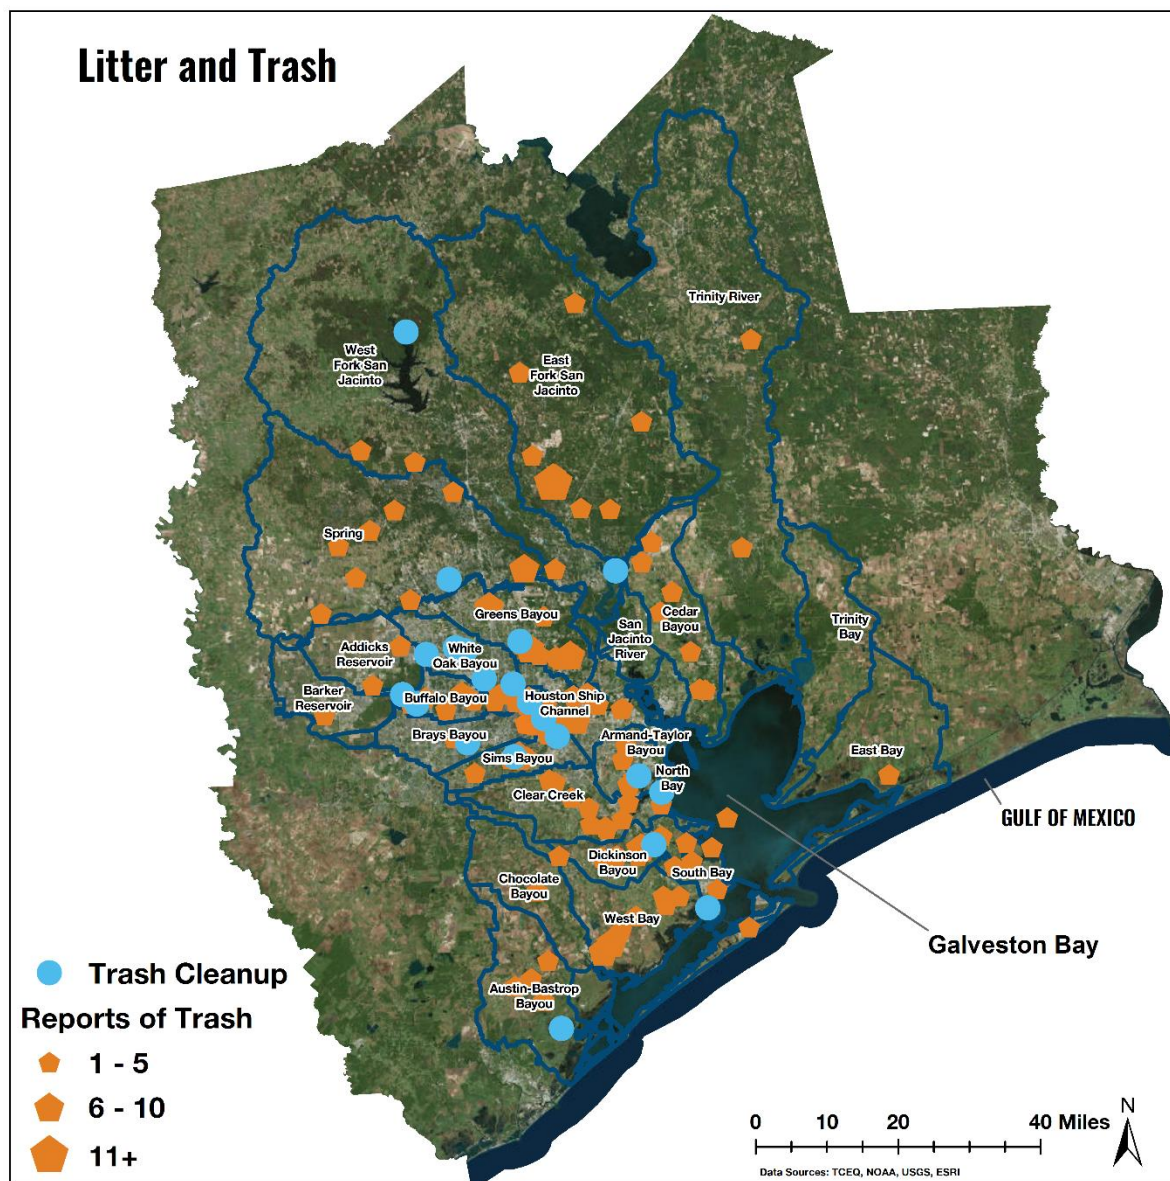 Litter and Trash
Trinity River
West
Fork San
Jacinto
East
Fork San
Jacinto
Spring
Greens Bayou
Cedar
Bayou
San
Jacinto
River
Trinity
Bay
Addicks
Reservoir
White
Oak Bayou
Barker
Reservoir
Buffalo Bayou
Houston Ship
Channel
Brays Bayou
Armand-Taylor
Bayou
Sims Bayou
North
Bay
East Bay
Clear Creek
GULF OF MEXICO
Dickinson
Bayou
South Bay
Chocolate
Bayou
West Bay
Galveston Bay
Austin-Bastrop
Bayou
Trash Cleanup
Reports of Trash
1 - 5
6 - 10
11+
0 10 20 40 Miles
N
Data Sources: TCEQ, NOAA, USGS, ESRI